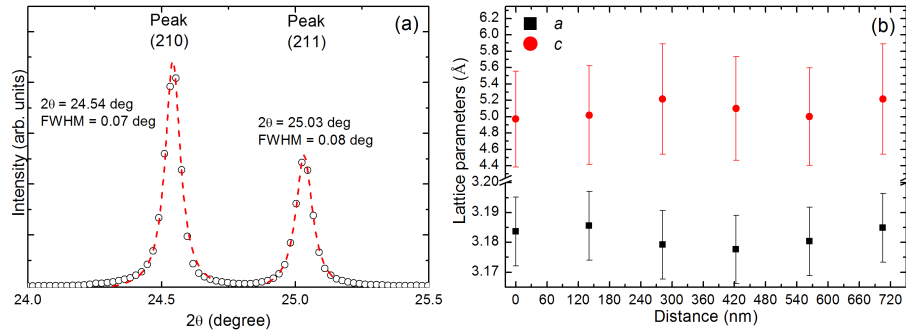 Peak
(210)
Peak
(211)
(a)
2θ = 24.54 deg
FWHM = 0.07 deg
2θ = 25.03 deg
FWHM = 0.08 deg
Intensity (arb. units)
24.0 24.5 25.0 25.5
2θ (degree)
(b)
a
c
Lattice parameters (Å)
6.2
6.0
5.8
5.6
5.4
5.2
5.0
4.8
4.6
4.4
4.2
3.20
3.19
3.18
3.17
0 60 120 180 240 300 360 420 480 540 600 660 720
Distance (nm)